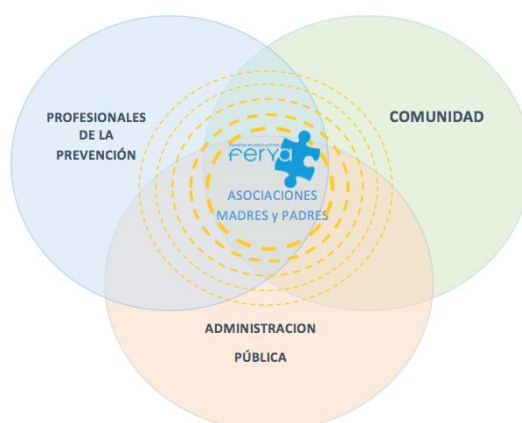 PROFESIONALES
DE LA
PREVENCIÓN
COMUNIDAD
ferya
ASOCIACIONES
MADRES y PADRES
ADMINISTRACION
PÚBLICA